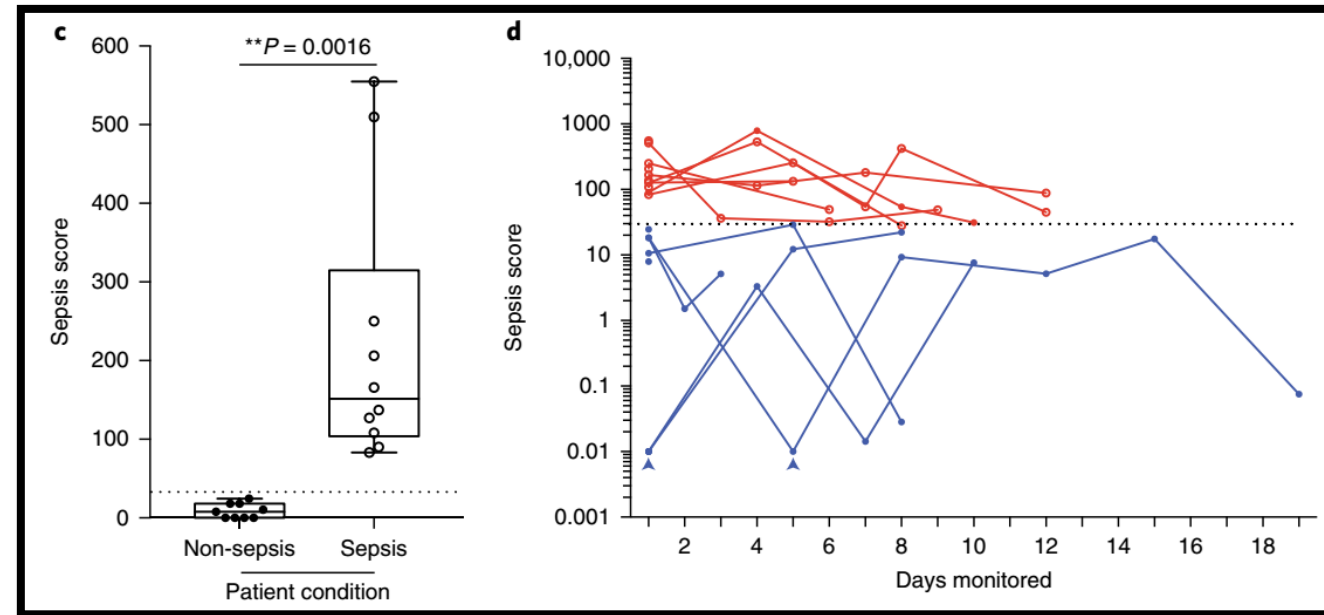 c
**P = 0.0016
Sepsis score
600
500
400
300
200
100
0
Non-sepsis Sepsis
Patient condition
d
Sepsis score
10,000
1000
100
10
1
0.1
0.01
0.001
2 4 6 8 10 12 14 16 18
Days monitored